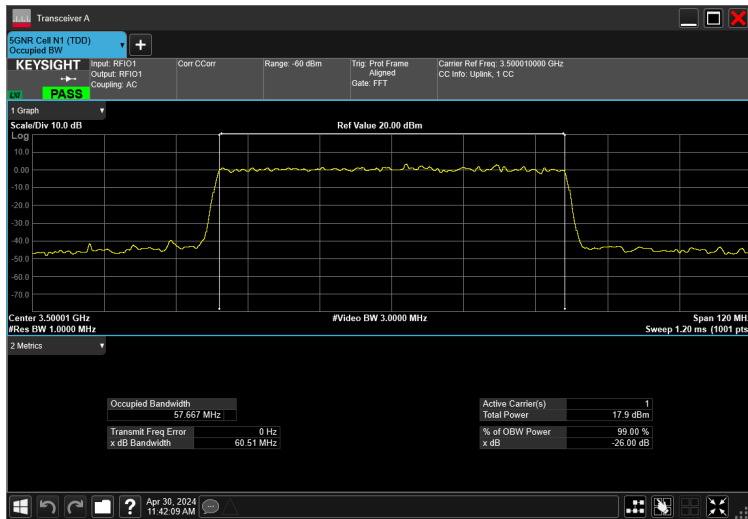 Transceiver A
5GNR Cell N1 (TDD)
Occupied BW
KEYSIGHT
LXI
PASS
Input: RFIO1
Output: RFIO1
Coupling: AC
Corr CCorr
Range: -60 dBm
Trig: Prot Frame
Aligned
Gate: FFT
Carrier Ref Freq: 3.500010000 GHz
CC Info: Uplink, 1 CC
1 Graph
Scale/Div 10.0 dB
Ref Value 20.00 dBm
Log
10.0
0.00
-10.0
-20.0
-30.0
-40.0
-50.0
-60.0
-70.0
Center 3.50001 GHz
#Video BW 3.0000 MHz
Span 120 MH
#Res BW 1.0000 MHz
Sweep 1.20 ms (1001 pts
2 Metrics
Occupied Bandwidth
57.667 MHz
Transmit Freq Error 0 Hz
x dB Bandwidth 60.51 MHz
Active Carrier(s) 1
Total Power 17.9 dBm
% of OBW Power 99.00 %
x dB -26.00 dB
?
Apr 30, 2024
11:42:09 AM